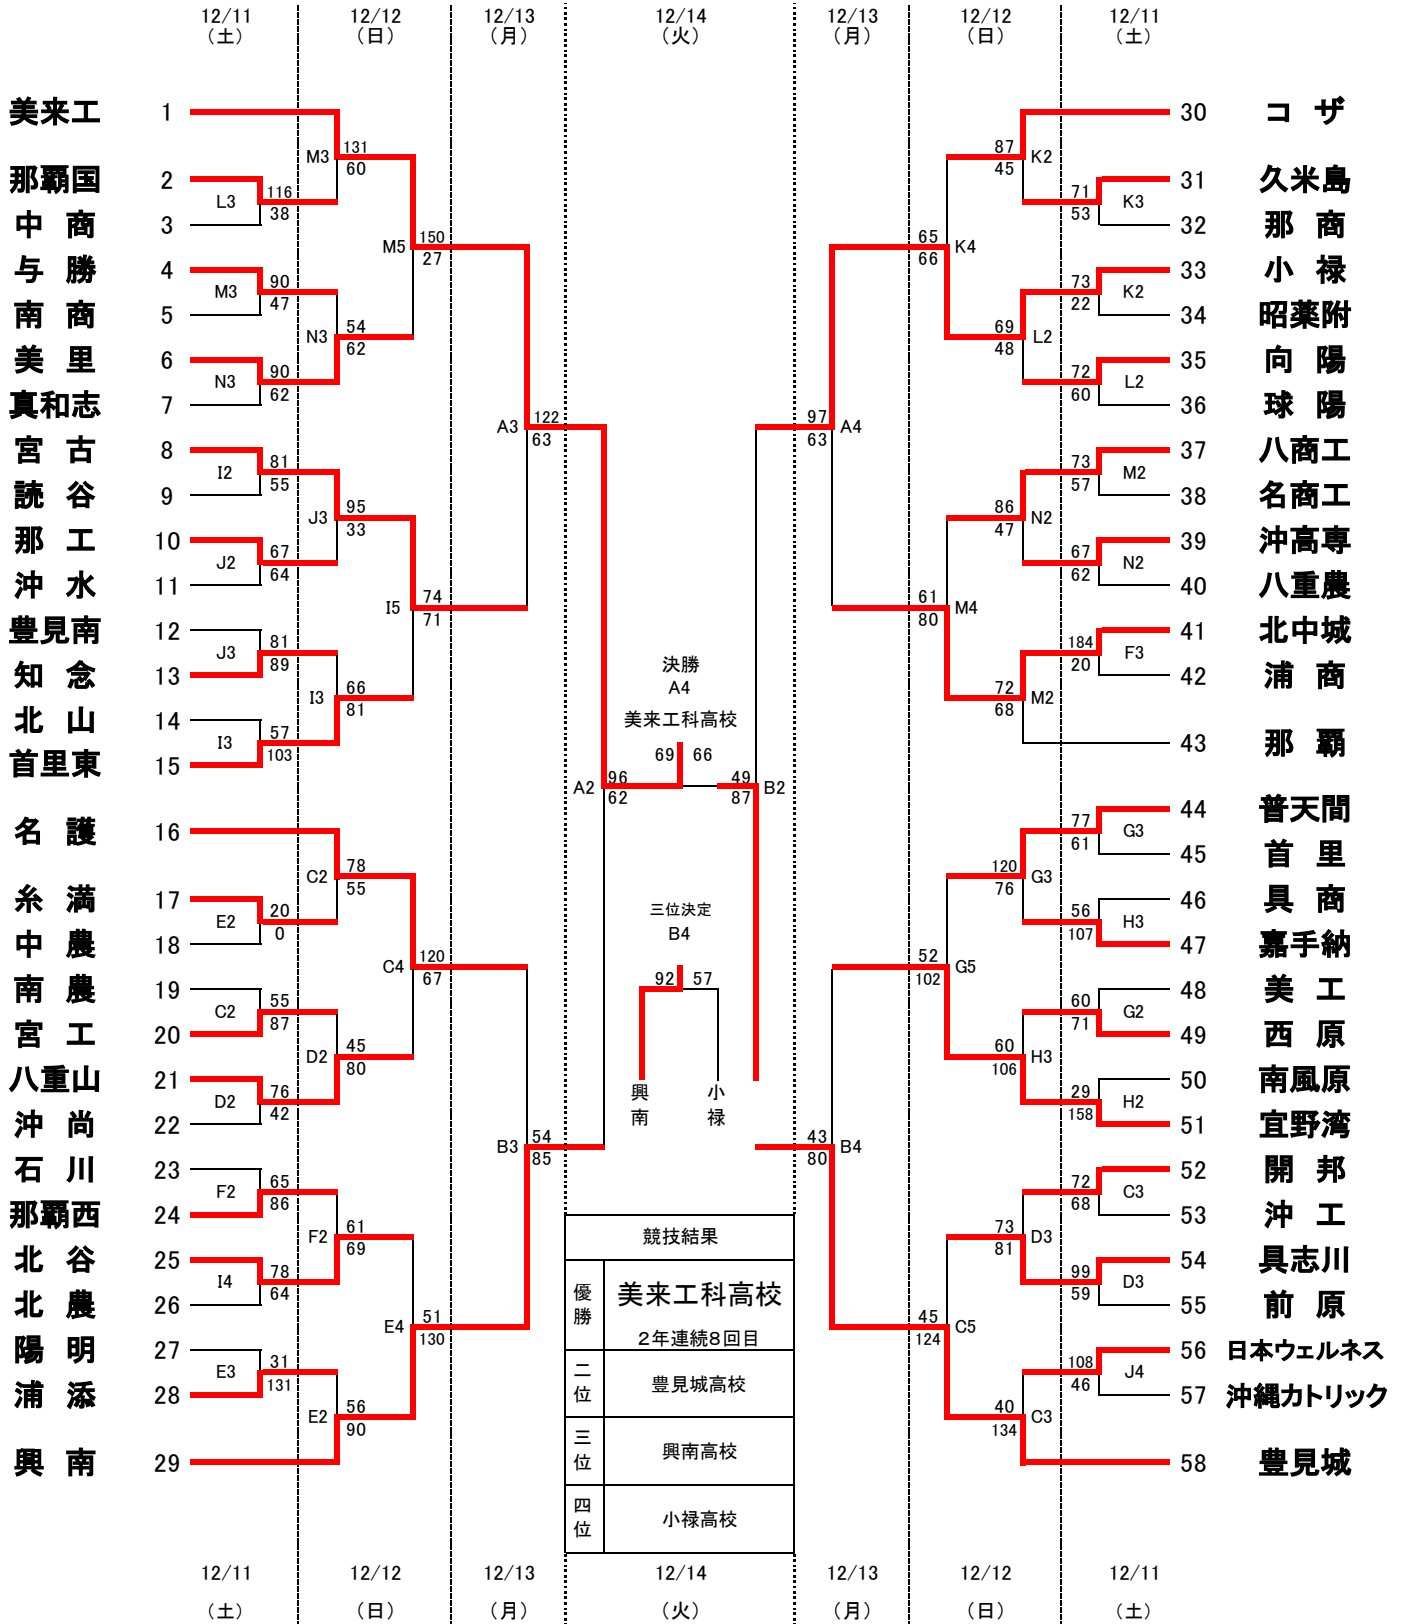 12/11 12/12 12/13 12/14 12/13 12/12 12/11
（土） （日） （月） （火） （月） （日） （土）
美来工 1
那覇国 2
中 商 3
与 勝 4
南 商 5
美 里 6
真和志 7
宮 古 8
読 谷 9
那 工 10
沖 水 11
豊見南 12
知 念 13
北 山 14
首里東 15
名 護 16
糸 満 17
中 農 18
南 農 19
宮 工 20
八重山 21
沖 尚 22
石 川 23
那覇西 24
北 谷 25
北 農 26
陽 明 27
浦 添 28
興 南 29
L3 116 38
M3 90 47
N3 90 62
I2 81 55
J2 67 64
J3 81 89
I3 57 103
E2 20 0
C2 55 87
D2 76 42
F2 65 86
I4 78 64
E3 31 131
M3 131 60
N3 54 62
J3 95 33
I3 66 81
C2 78 55
D2 45 80
F2 61 69
E2 56 90
M5 150 27
I5 74 71
C4 120 67
E4 51 130
A3 122 63
B3 54 85
A2 96 62
決勝
A4
美来工科高校
69 66
三位決定
B4
92 57
興南
小禄
49 87 B2
97 63 A4
43 80 B4
65 66 K4
61 80 M4
52 102 G5
45 124 C5
87 45 K2
69 48 L2
86 47 N2
72 68 M2
120 76 G3
60 106 H3
73 81 D3
40 134 C3
71 53 K3
73 22 K2
72 60 L2
73 57 M2
67 62 N2
184 20 F3
77 61 G3
56 107 H3
60 71 G2
29 158 H2
72 68 C3
99 59 D3
108 46 J4
30 コ ザ
31 久米島
32 那 商
33 小 禄
34 昭薬附
35 向 陽
36 球 陽
37 八商工
38 名商工
39 沖高専
40 八重農
41 北中城
42 浦 商
43 那 覇
44 普天間
45 首 里
46 具 商
47 嘉手納
48 美 工
49 西 原
50 南風原
51 宜野湾
52 開 邦
53 沖 工
54 具志川
55 前 原
56 日本ウェルネス
57 沖縄カトリック
58 豊見城
競技結果
優勝 美来工科高校
２年連続８回目
二位 豊見城高校
三位 興南高校
四位 小禄高校
12/11 12/12 12/13 12/14 12/13 12/12 12/11
（土） （日） （月） （火） （月） （日） （土）